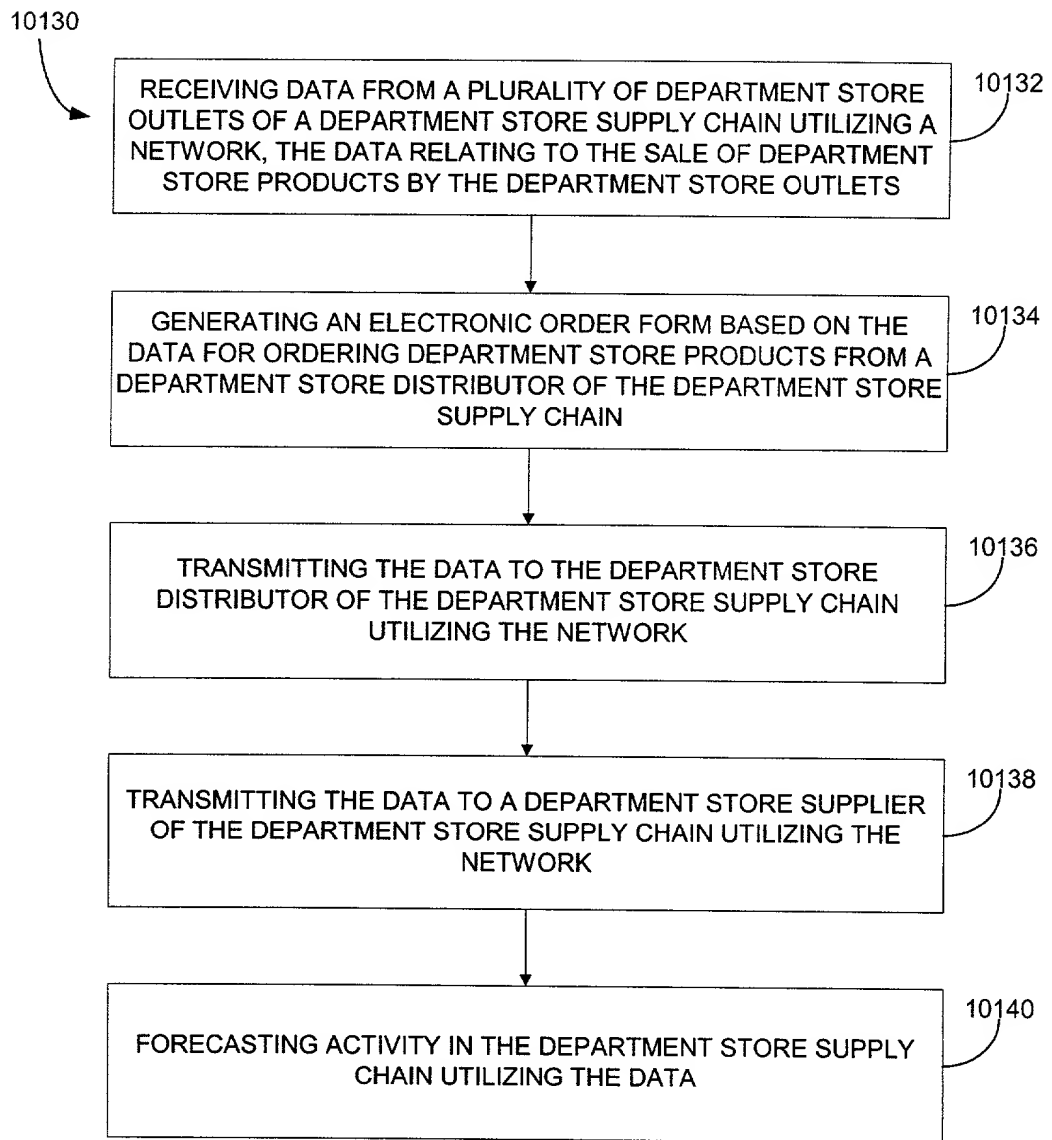 10130
RECEIVING DATA FROM A PLURALITY OF DEPARTMENT STORE
OUTLETS OF A DEPARTMENT STORE SUPPLY CHAIN UTILIZING A
NETWORK, THE DATA RELATING TO THE SALE OF DEPARTMENT
STORE PRODUCTS BY THE DEPARTMENT STORE OUTLETS
10132
GENERATING AN ELECTRONIC ORDER FORM BASED ON THE
DATA FOR ORDERING DEPARTMENT STORE PRODUCTS FROM A
DEPARTMENT STORE DISTRIBUTOR OF THE DEPARTMENT STORE
SUPPLY CHAIN
10134
TRANSMITTING THE DATA TO THE DEPARTMENT STORE
DISTRIBUTOR OF THE DEPARTMENT STORE SUPPLY CHAIN
UTILIZING THE NETWORK
10136
TRANSMITTING THE DATA TO A DEPARTMENT STORE SUPPLIER
OF THE DEPARTMENT STORE SUPPLY CHAIN UTILIZING THE
NETWORK
10138
FORECASTING ACTIVITY IN THE DEPARTMENT STORE SUPPLY
CHAIN UTILIZING THE DATA
10140